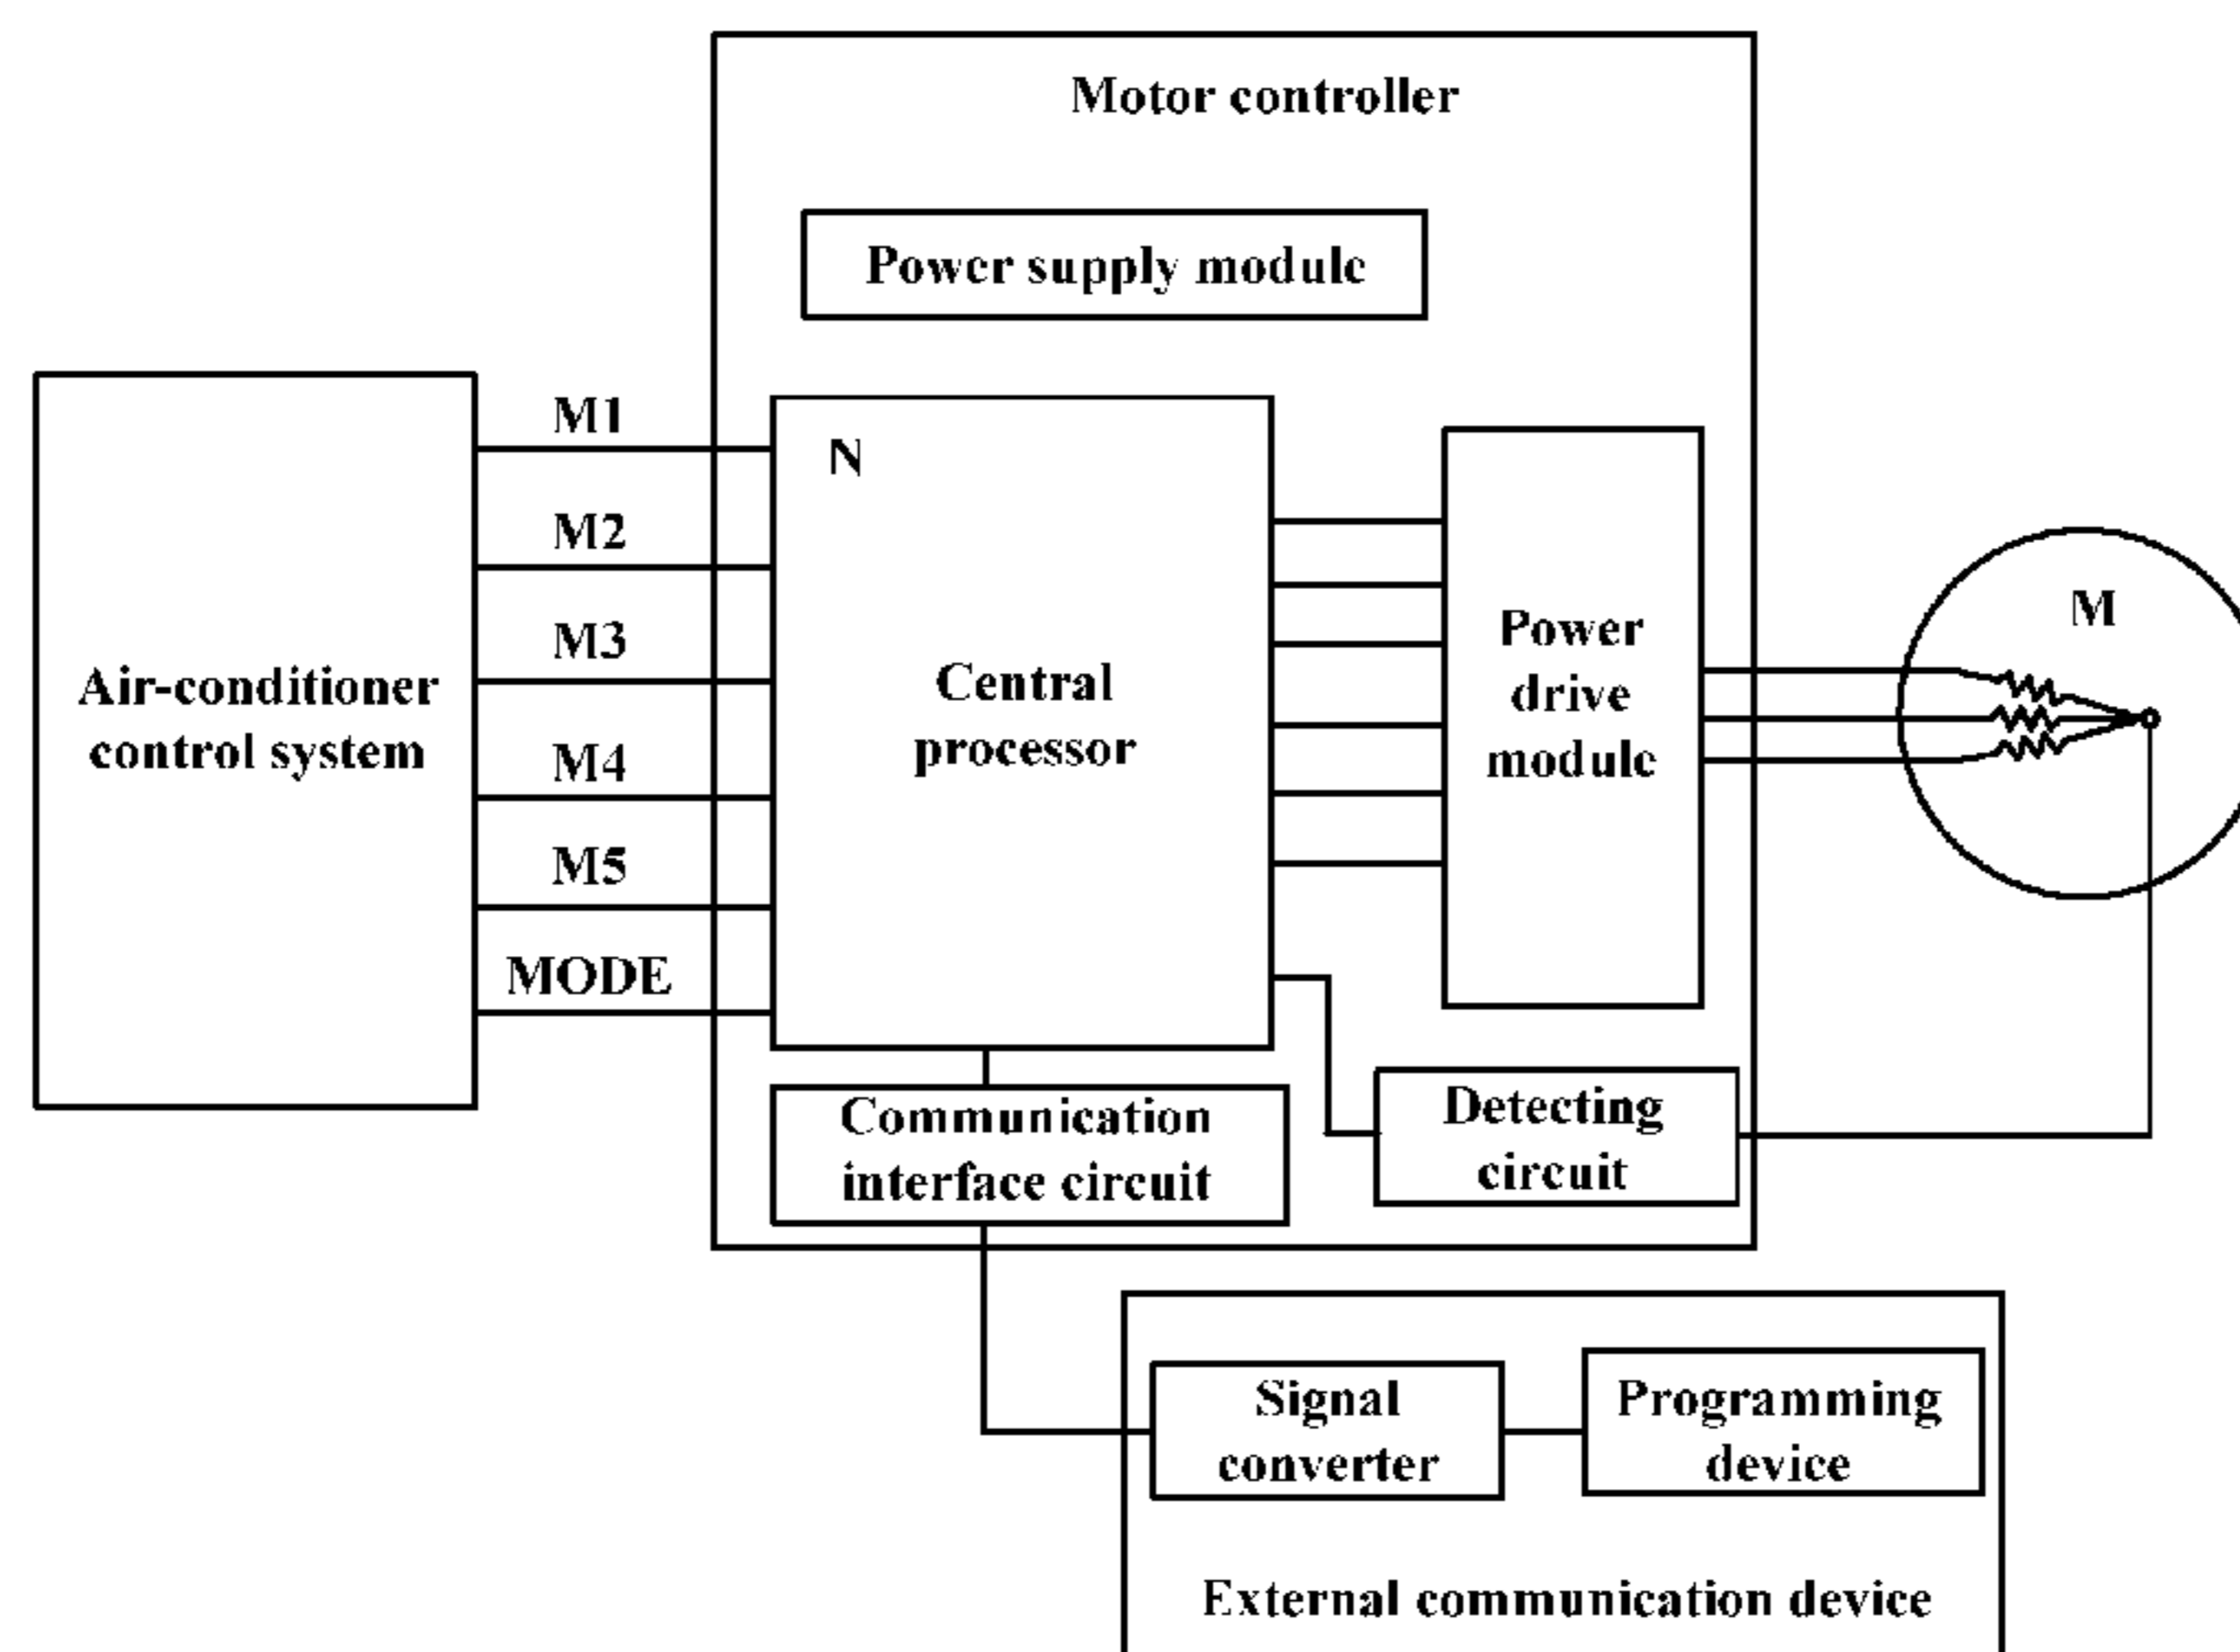 Motor controller
Power supply module
M1
M2
M3
M4
M5
MODE
Air-conditioner
control system
N
Central
processor
Power
drive
module
M
Communication
interface circuit
Detecting
circuit
Signal
converter
Programming
device
External communication device